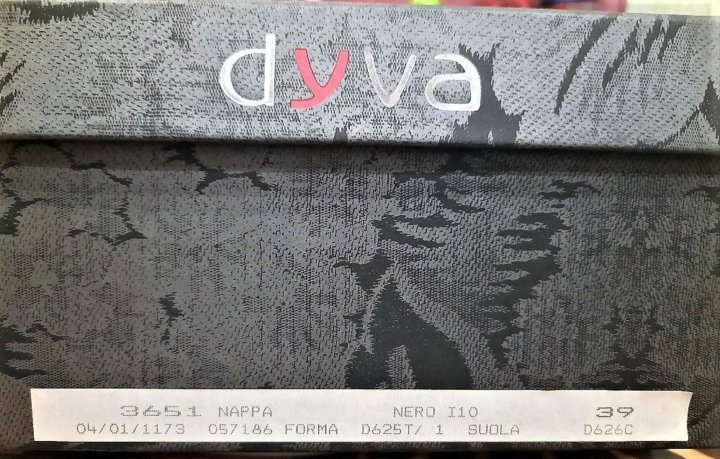 dyva
3651 NAPPA NERO I10 39
04/01/1173 057186 FORMA D625T/ 1 SUOLA D626C